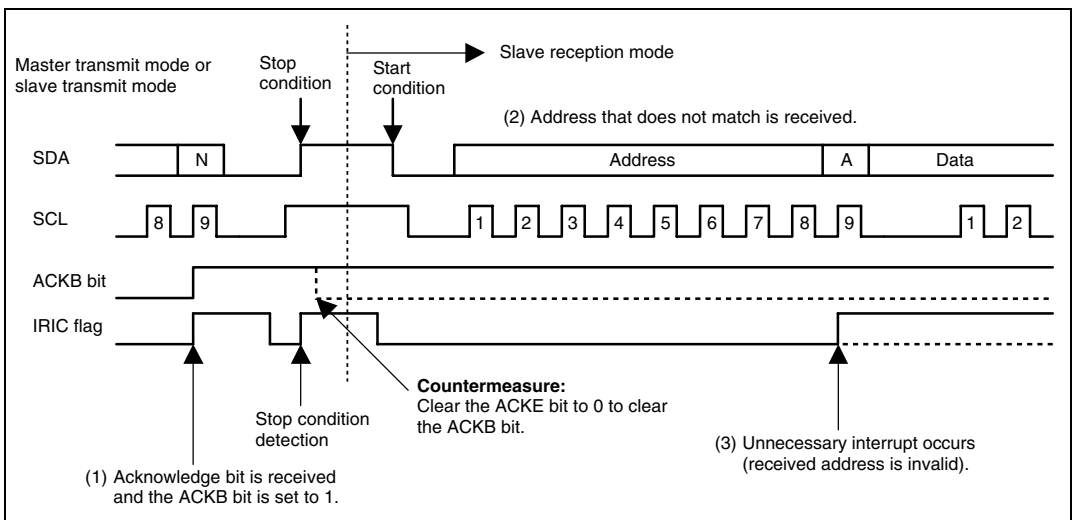 Master transmit mode or
slave transmit mode
Stop
condition
Start
condition
Slave reception mode
(2) Address that does not match is received.
SDA
N
Address
A
Data
SCL
8
9
1
2
3
4
5
6
7
8
9
1
2
ACKB bit
IRIC flag
Countermeasure:
Clear the ACKE bit to 0 to clear
the ACKB bit.
Stop condition
detection
(3) Unnecessary interrupt occurs
(received address is invalid).
(1) Acknowledge bit is received
and the ACKB bit is set to 1.